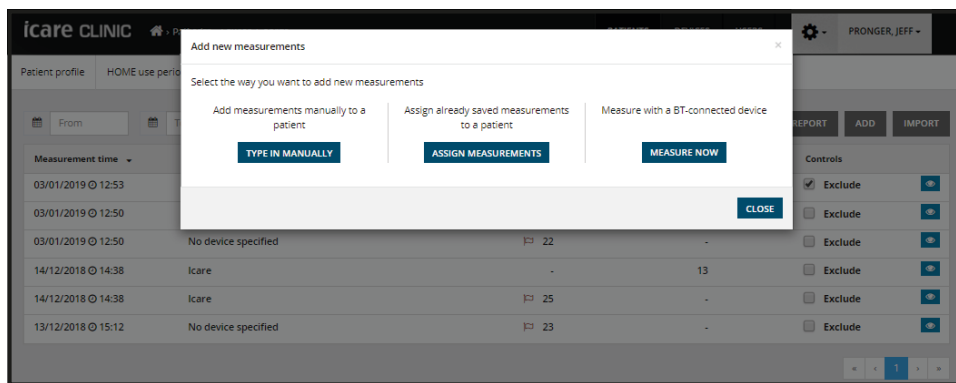 icare CLINIC
PRONGER, JEFF
Add new measurements
×
Patient profile HOME use perio
Select the way you want to add new measurements
Add measurements manually to a patient
TYPE IN MANUALLY
Assign already saved measurements to a patient
ASSIGN MEASUREMENTS
Measure with a BT-connected device
MEASURE NOW
CLOSE
From REPORT ADD IMPORT
Measurement time Controls
03/01/2019 12:53 Exclude
03/01/2019 12:50 Exclude
03/01/2019 12:50 No device specified 22 - Exclude
14/12/2018 14:38 Icare - 13 Exclude
14/12/2018 14:38 Icare 25 - Exclude
13/12/2018 15:12 No device specified 23 - Exclude
« ‹ 1 › »